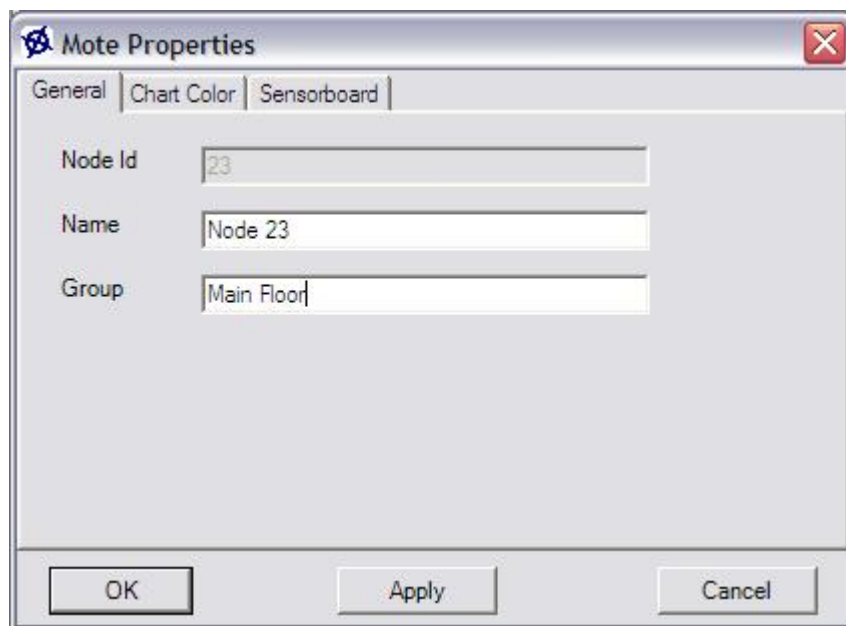 Mote Properties
General Chart Color Sensorboard
Node Id 23
Name Node 23
Group Main Floor
OK Apply Cancel